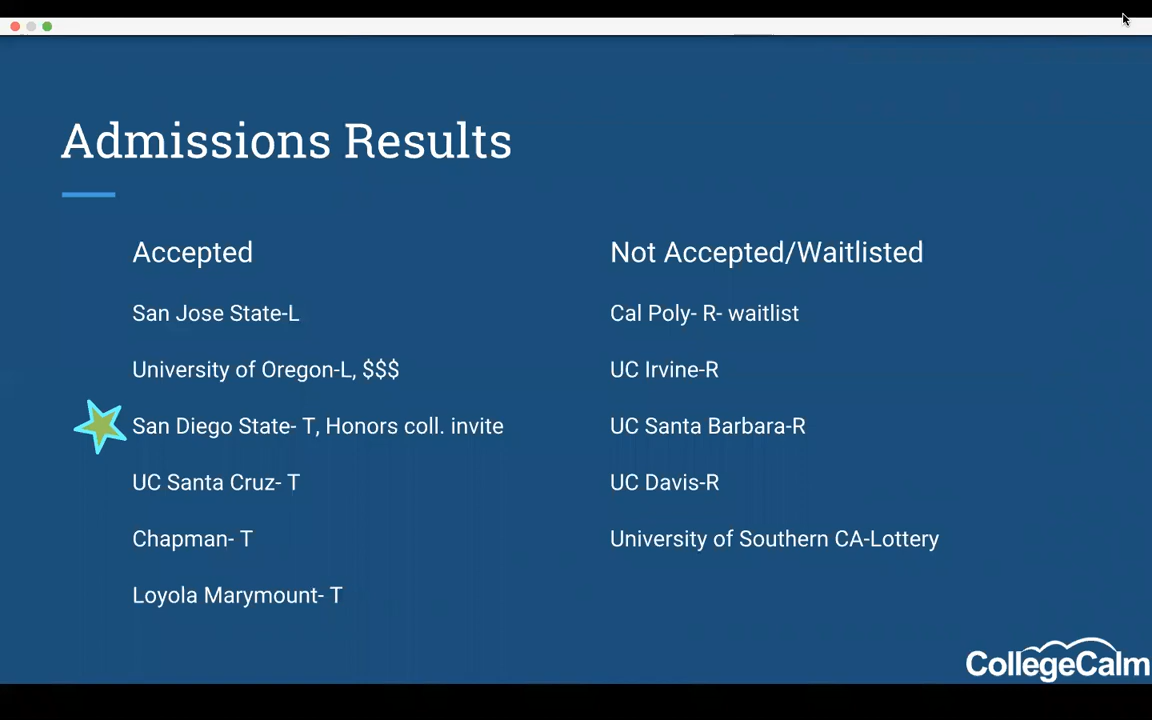 Admissions Results
Accepted
San Jose State-L
University of Oregon-L, $$$
San Diego State- T, Honors coll. invite
UC Santa Cruz- T
Chapman- T
Loyola Marymount- T
Not Accepted/Waitlisted
Cal Poly- R- waitlist
UC Irvine-R
UC Santa Barbara-R
UC Davis-R
University of Southern CA-Lottery
CollegeCalm